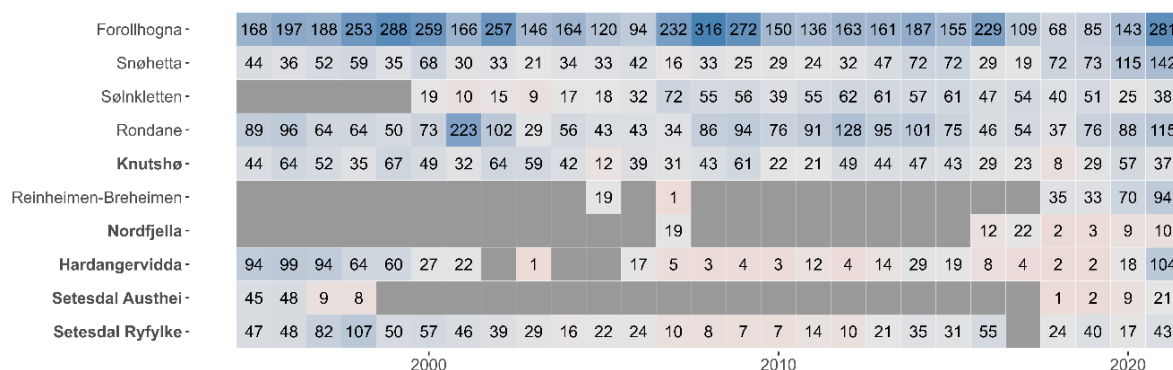 Forollhogna - 168 197 188 253 288 259 166 257 146 164 120 94 232 316 272 150 136 163 161 187 155 229 109 68 85 143 281
Snøhetta - 44 36 52 59 35 68 30 33 21 34 33 42 16 33 25 29 24 32 47 72 72 29 19 72 73 115 142
Sølnkletten - 19 10 15 9 17 18 32 72 55 56 39 55 62 61 57 61 47 54 40 51 25 38
Rondane - 89 96 64 64 50 73 223 102 29 56 43 43 34 86 94 76 91 128 95 101 75 46 54 37 76 88 115
Knutshø - 44 64 52 35 67 49 32 64 59 42 12 39 31 43 61 22 21 49 44 47 43 29 23 8 29 57 37
Reinheimen-Breheimen - 19 1 35 33 70 94
Nordfjella - 19 12 22 2 3 9 10
Hardangervidda - 94 99 94 64 60 27 22 1 17 5 3 4 3 12 4 14 29 19 8 4 2 2 18 104
Setesdal Austhei - 45 48 9 8 1 2 9 21
Setesdal Ryfylke - 47 48 82 107 50 57 46 39 29 16 22 24 10 8 7 7 14 10 21 35 31 55 24 40 17 43
2000 2010 2020